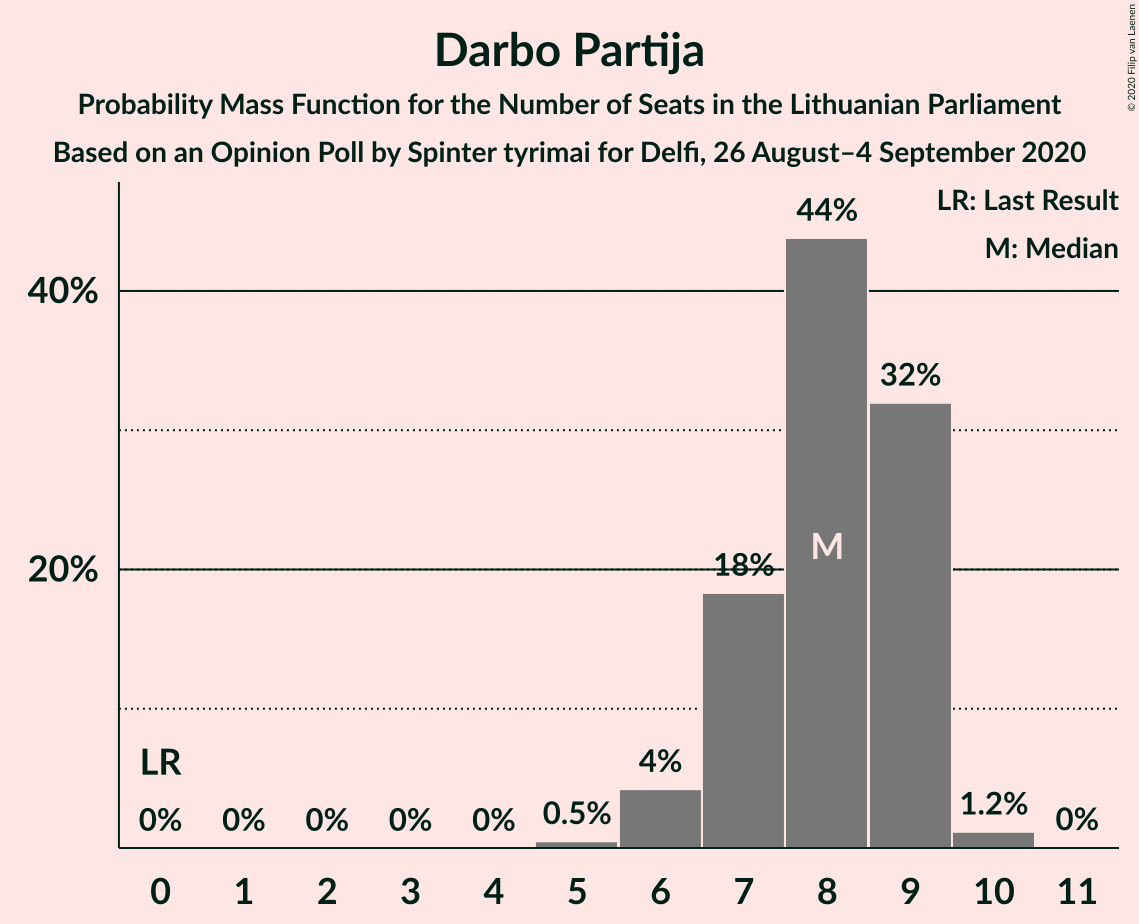 Darbo Partija
Probability Mass Function for the Number of Seats in the Lithuanian Parliament
Based on an Opinion Poll by Spinter tyrimai for Delfi, 26 August–4 September 2020
© 2020 Filip van Laenen
LR: Last Result
M: Median
44%
40%
32%
M
20%
18%
LR
4%
0% 0% 0% 0% 0% 0.5% 1.2% 0%
0 1 2 3 4 5 6 7 8 9 10 11